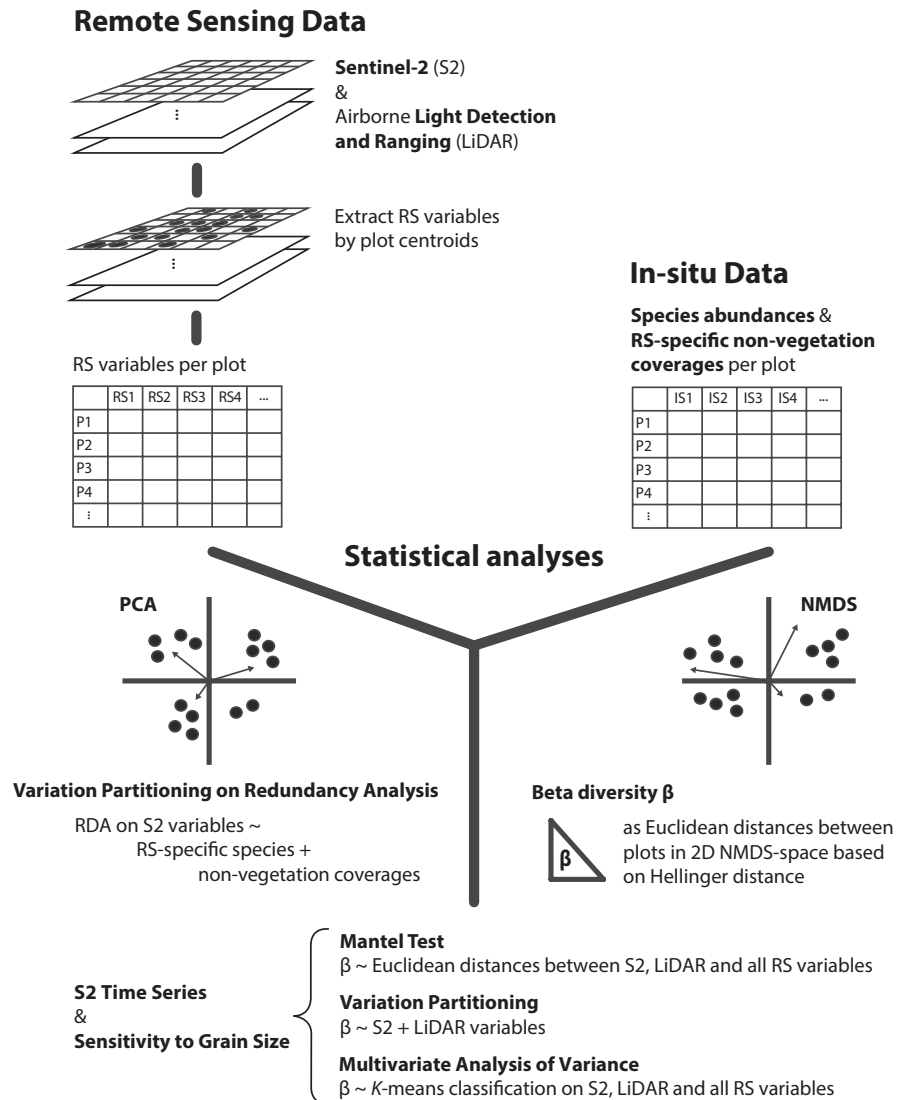 Remote Sensing Data
Sentinel-2 (S2)
&
Airborne Light Detection
and Ranging (LiDAR)
⋮
Extract RS variables
by plot centroids
⋮
RS variables per plot
RS1 RS2 RS3 RS4 ...
P1
P2
P3
P4
⋮
In-situ Data
Species abundances &
RS-specific non-vegetation
coverages per plot
IS1 IS2 IS3 IS4 ...
P1
P2
P3
P4
⋮
Statistical analyses
PCA
NMDS
Variation Partitioning on Redundancy Analysis
RDA on S2 variables ~
RS-specific species +
non-vegetation coverages
Beta diversity β
β
as Euclidean distances between
plots in 2D NMDS-space based
on Hellinger distance
S2 Time Series
&
Sensitivity to Grain Size
Mantel Test
β ~ Euclidean distances between S2, LiDAR and all RS variables
Variation Partitioning
β ~ S2 + LiDAR variables
Multivariate Analysis of Variance
β ~ K-means classification on S2, LiDAR and all RS variables